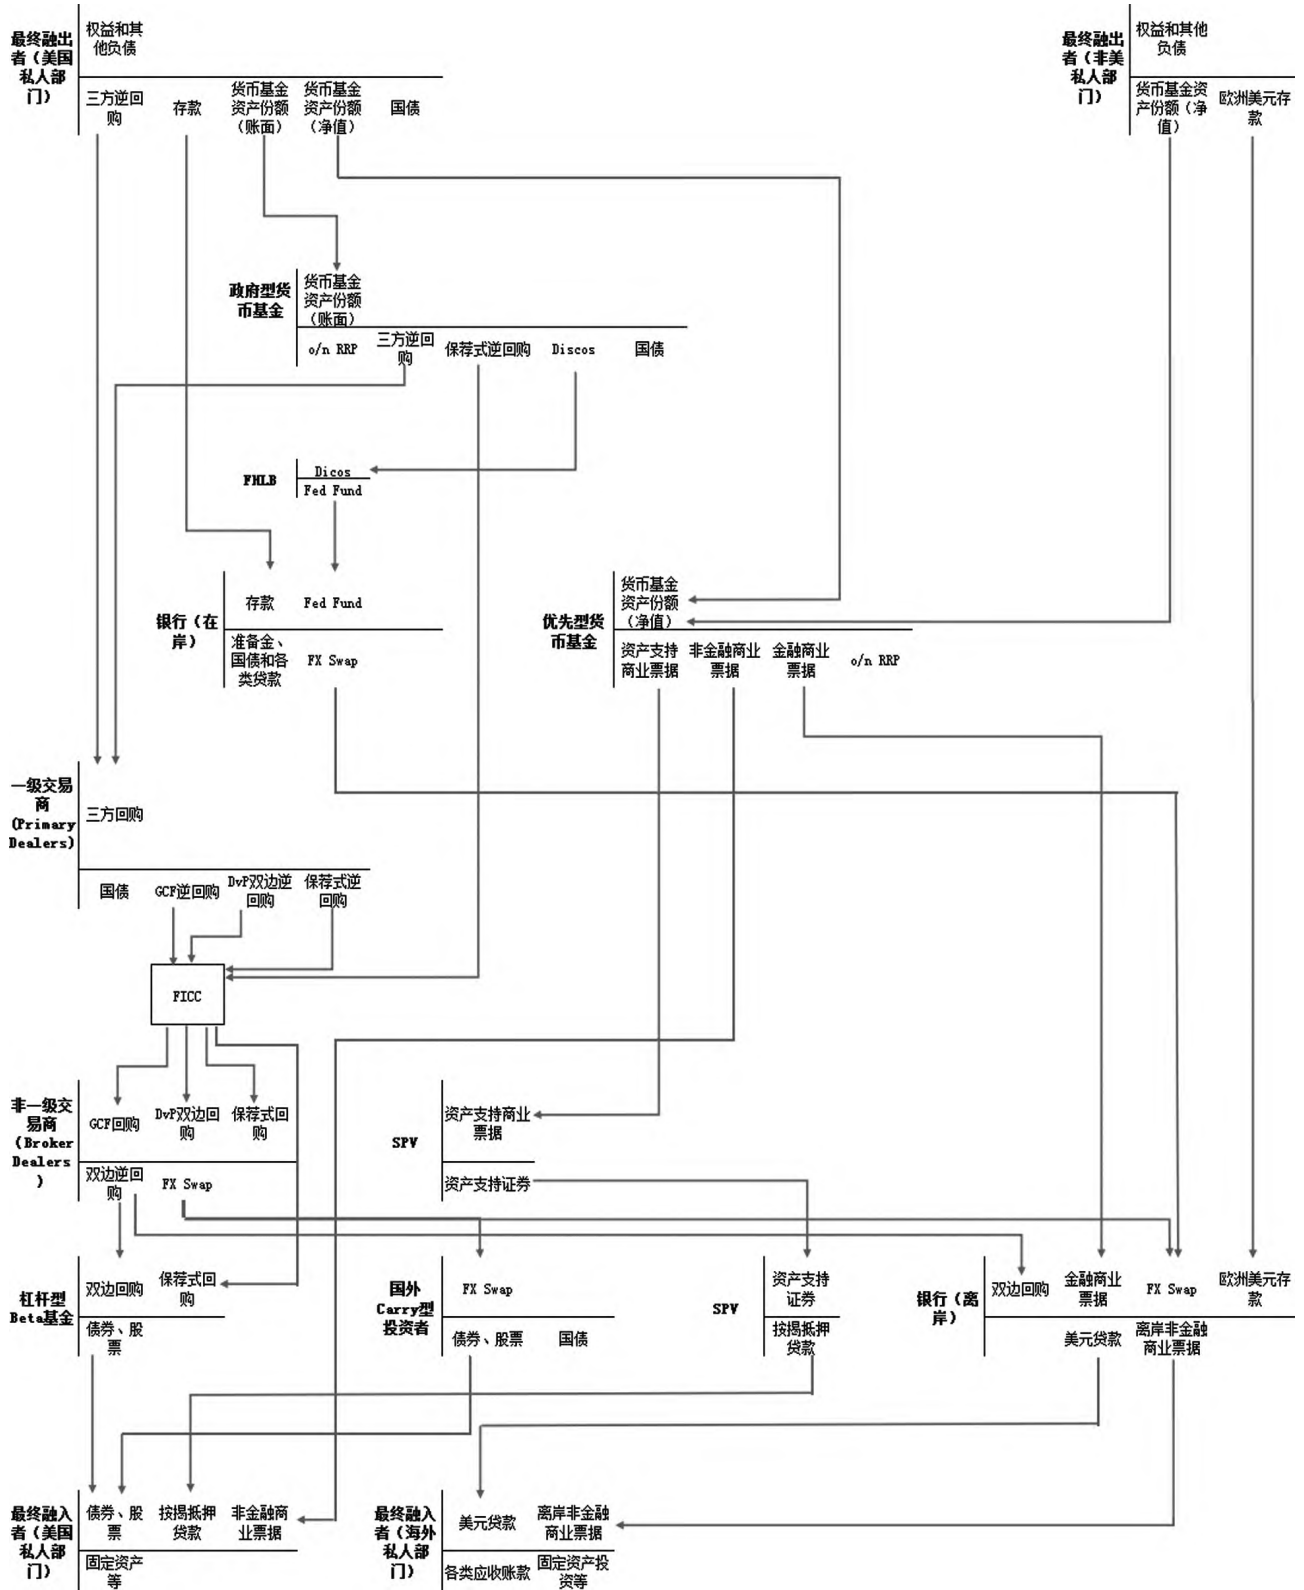 最终融出
者（美国
私人部
门）
权益和其
他负债
三方逆回
购
存款
货币基金
资产份额
（账面）
货币基金
资产份额
（净值）
国债
最终融出
者（非美
私人部
门）
权益和其他
负债
货币基金资
产份额（净
值）
欧洲美元存
款
政府型货
币基金
货币基金
资产份额
（账面）
o/n RRP
三方逆回
购
保荐式逆回购
Discos
国债
FHLB
Dicos
Fed Fund
银行（在
岸）
存款
Fed Fund
准备金、
国债和各
类贷款
FX Swap
优先型货
币基金
货币基金
资产份额
（净值）
资产支持
商业票据
非金融商业
票据
金融商业
票据
o/n RRP
一级交易
商
(Primary
Dealers)
三方回购
国债
GCF逆回购
DvP双边逆
回购
保荐式逆
回购
FICC
非一级交
易商
（Broker
Dealers
）
GCF回购
DvP双边回
购
保荐式回
购
双边逆回
购
FX Swap
SPV
资产支持商业
票据
资产支持证券
杠杆型
Beta基金
双边回购
保荐式回
购
债券、股
票
国外
Carry型
投资者
FX Swap
债券、股票
国债
SPV
资产支持
证券
按揭抵押
贷款
银行（离
岸）
双边回购
金融商业
票据
FX Swap
欧洲美元存
款
美元贷款
离岸非金融
商业票据
最终融入
者（美国
私人部
门）
债券、股
票
按揭抵押
贷款
非金融商
业票据
固定资产
等
最终融入
者（海外
私人部
门）
美元贷款
离岸非金融
商业票据
各类应收账款
固定资产投
资等